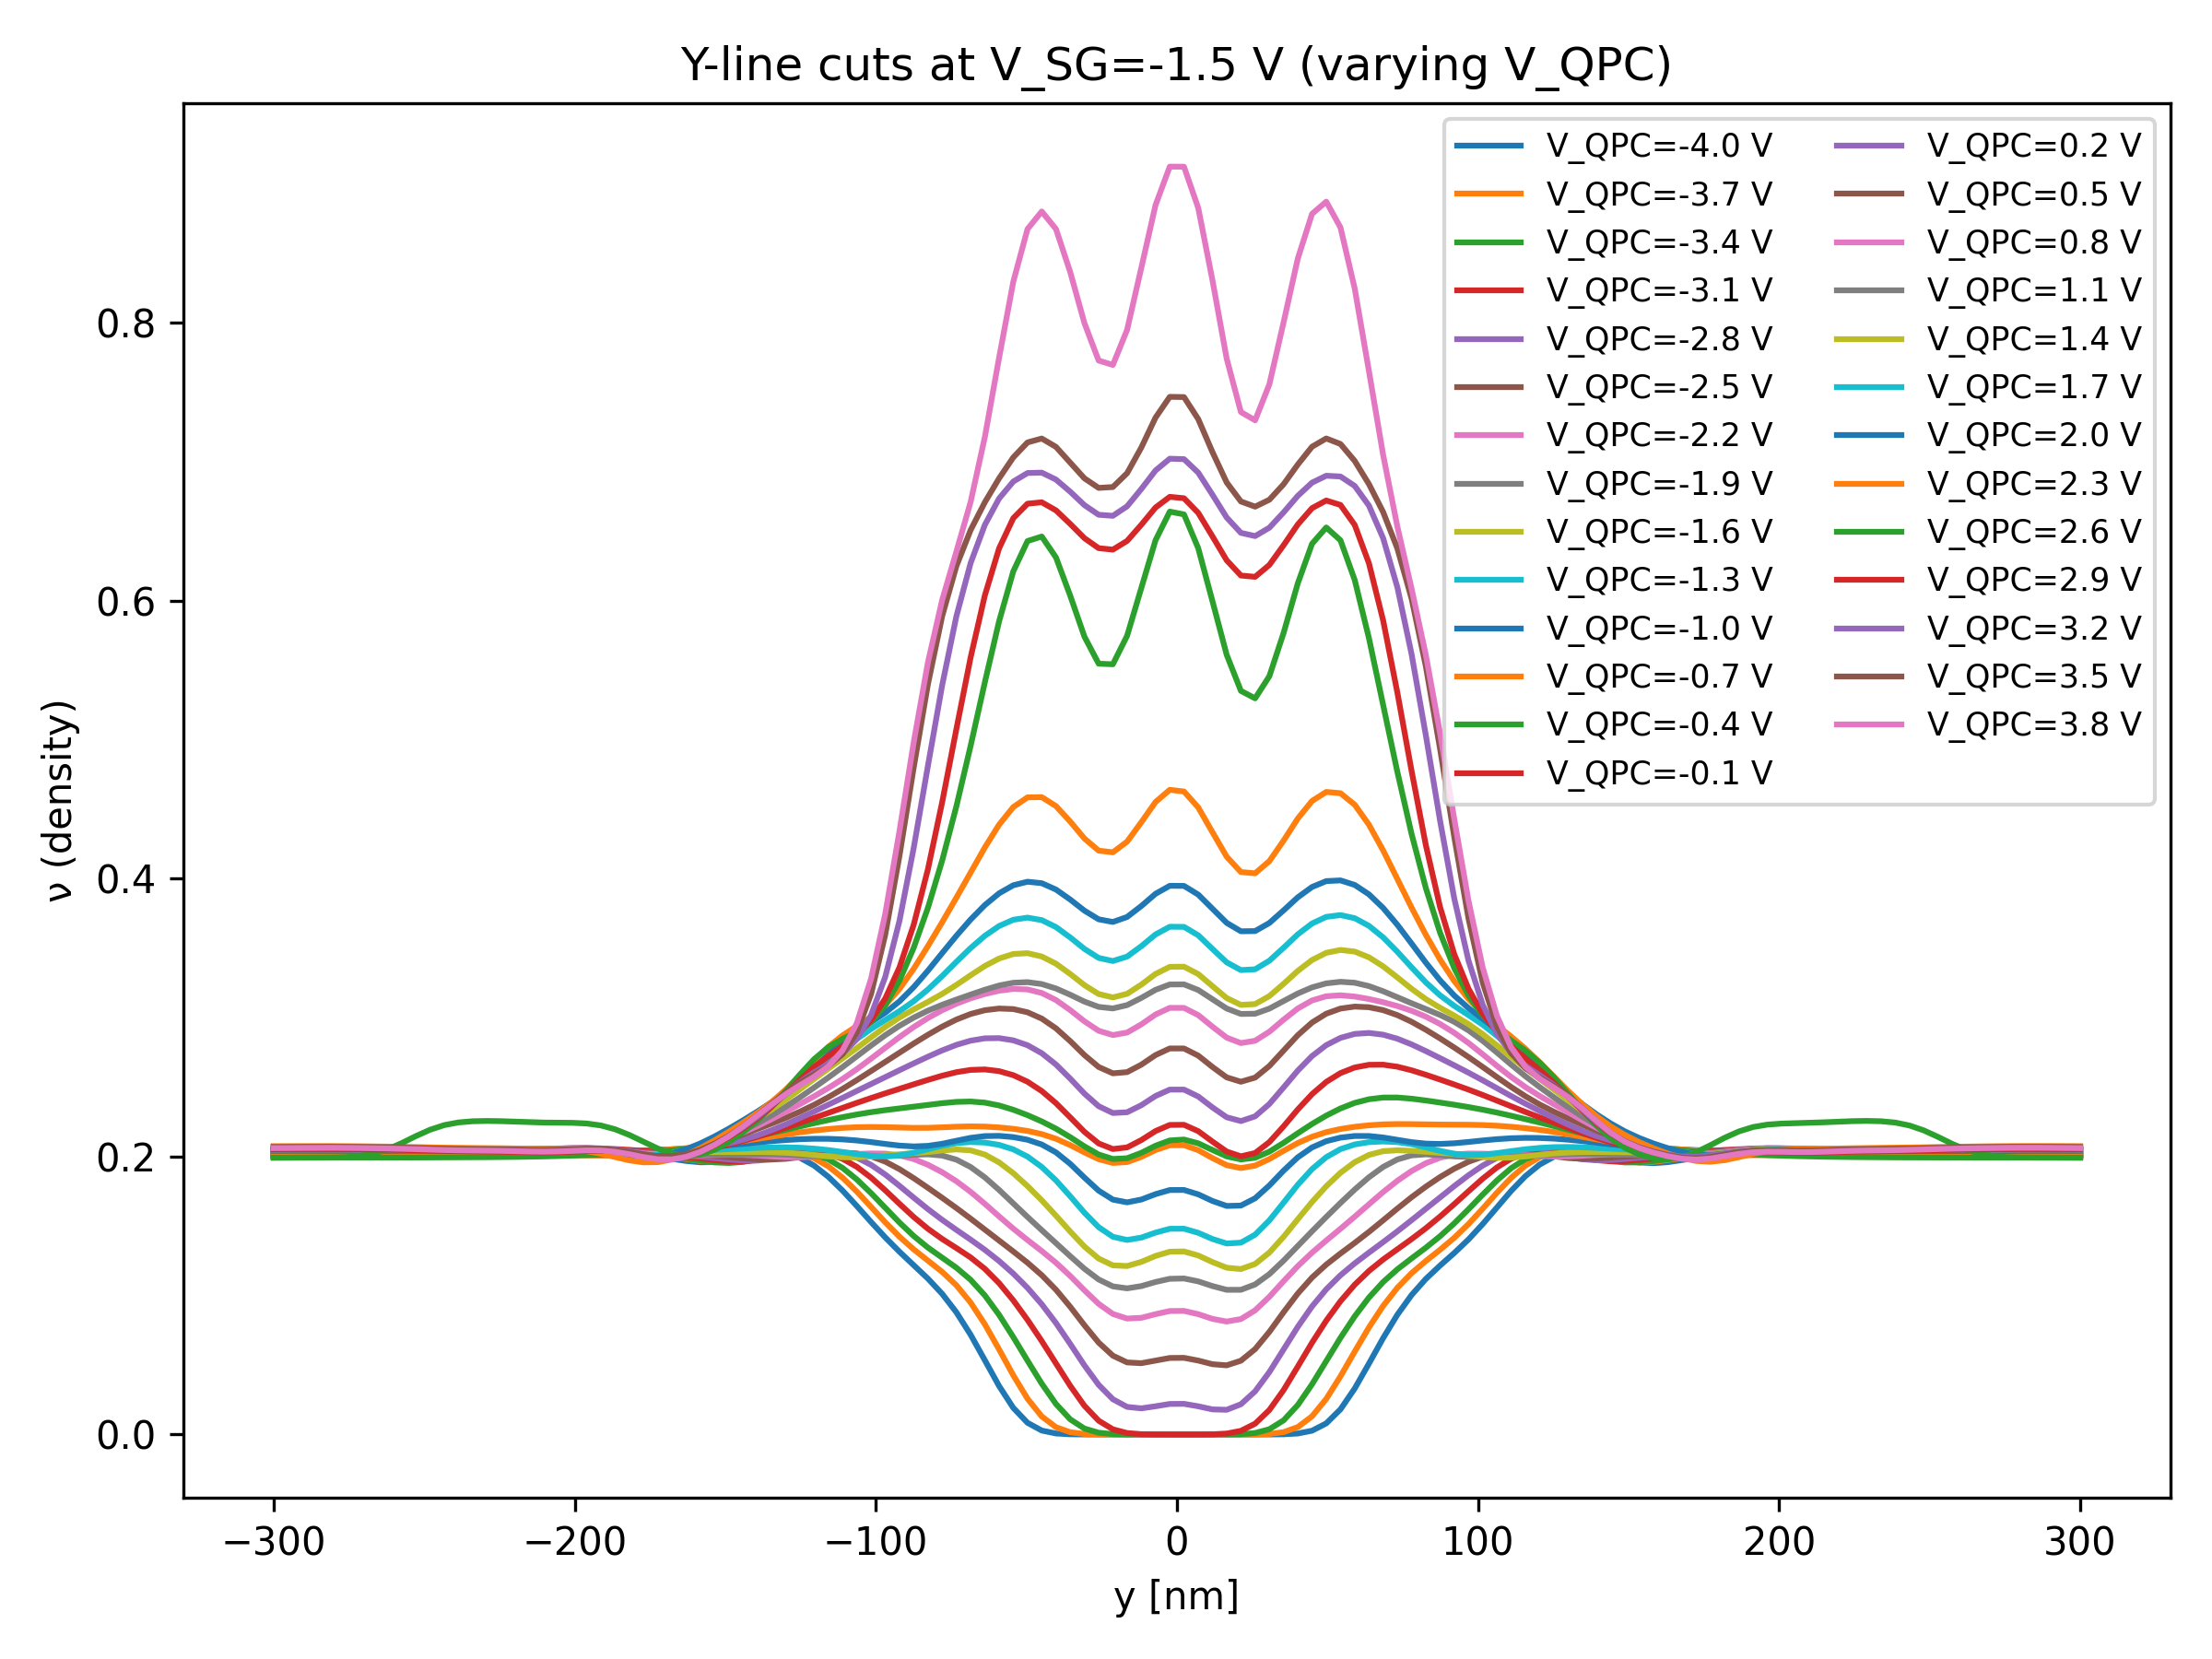 Y-line cuts at V_SG=-1.5 V (varying V_QPC)
V_QPC=-4.0 V
V_QPC=-3.7 V
V_QPC=-3.4 V
V_QPC=-3.1 V
V_QPC=-2.8 V
V_QPC=-2.5 V
V_QPC=-2.2 V
V_QPC=-1.9 V
V_QPC=-1.6 V
V_QPC=-1.3 V
V_QPC=-1.0 V
V_QPC=-0.7 V
V_QPC=-0.4 V
V_QPC=-0.1 V
V_QPC=0.2 V
V_QPC=0.5 V
V_QPC=0.8 V
V_QPC=1.1 V
V_QPC=1.4 V
V_QPC=1.7 V
V_QPC=2.0 V
V_QPC=2.3 V
V_QPC=2.6 V
V_QPC=2.9 V
V_QPC=3.2 V
V_QPC=3.5 V
V_QPC=3.8 V
ν (density)
0.8
0.6
0.4
0.2
0.0
−300
−200
−100
0
100
200
300
y [nm]